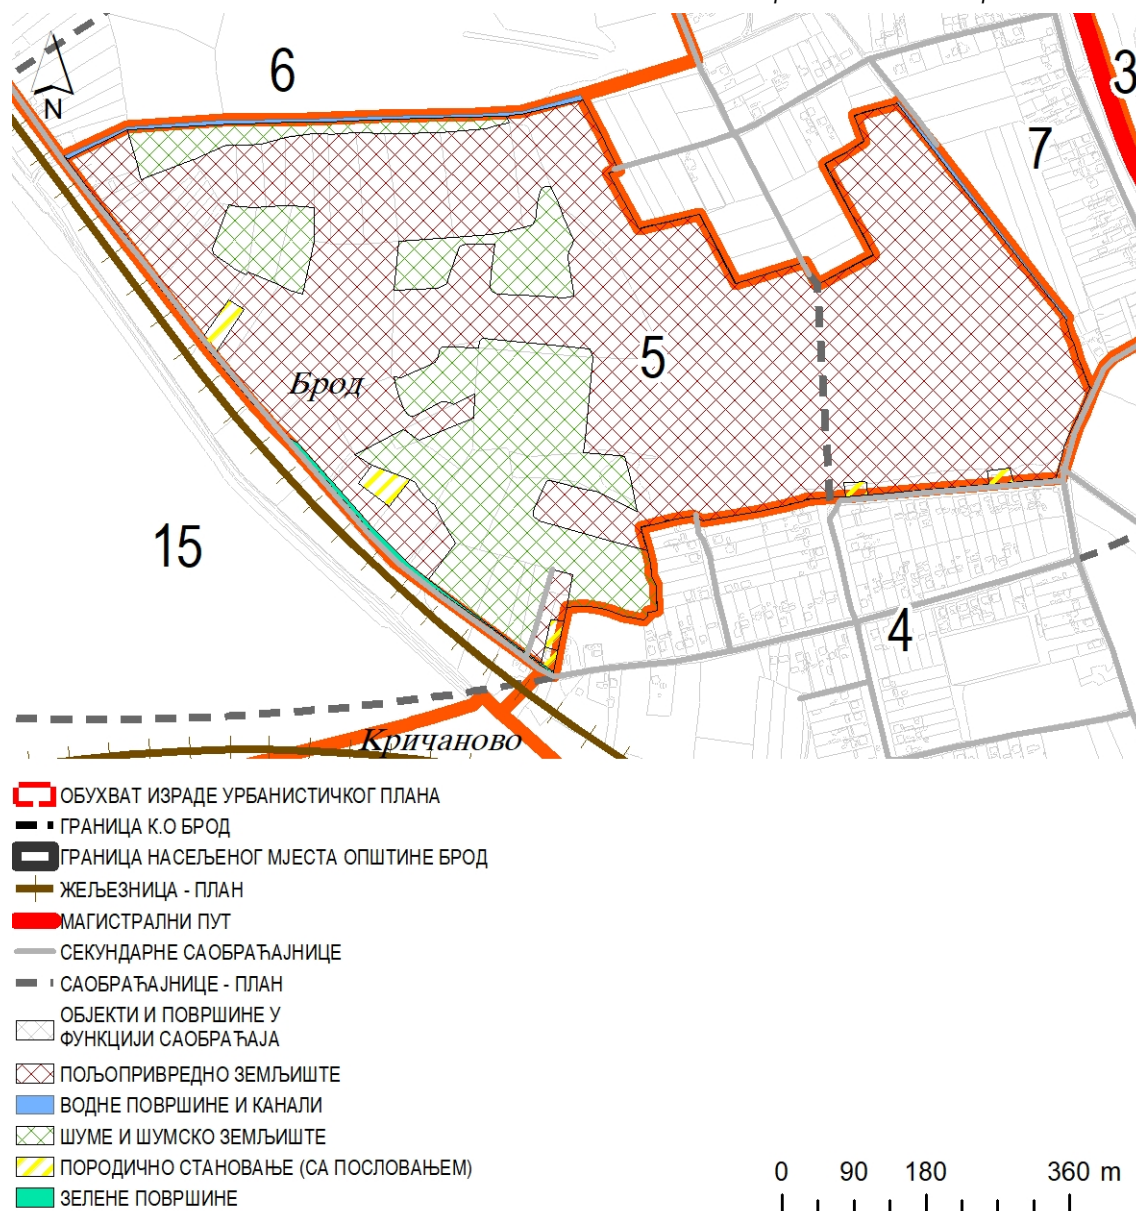 6
3
N
7
5
Брод
15
4
Кричаново
ОБУХВАТ ИЗРАДЕ УРБАНИСТИЧКОГ ПЛАНА
ГРАНИЦА К.О БРОД
ГРАНИЦА НАСЕЉЕНОГ МЈЕСТА ОПШТИНЕ БРОД
ЖЕЉЕЗНИЦА - ПЛАН
МАГИСТРАЛНИ ПУТ
СЕКУНДАРНЕ САОБРАЋАЈНИЦЕ
САОБРАЋАЈНИЦЕ - ПЛАН
ОБЈЕКТИ И ПОВРШИНЕ У
ФУНКЦИЈИ САОБРАЋАЈА
ПОЉОПРИВРЕДНО ЗЕМЉИШТЕ
ВОДНЕ ПОВРШИНЕ И КАНАЛИ
ШУМЕ И ШУМСКО ЗЕМЉИШТЕ
ПОРОДИЧНО СТАНОВАЊЕ (СА ПОСЛОВАЊЕМ)
ЗЕЛЕНЕ ПОВРШИНЕ
0 90 180 360 m